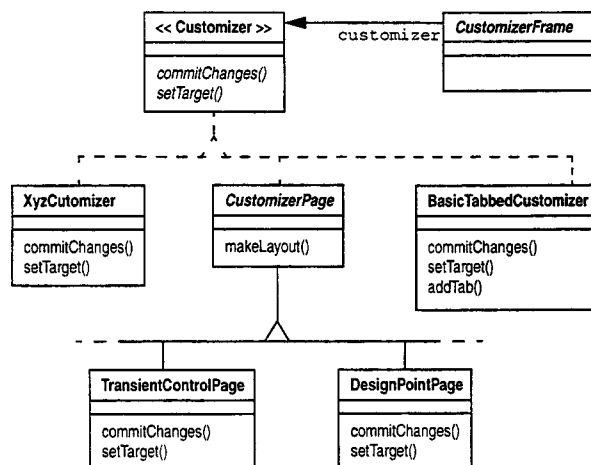 << Customizer >>
commitChanges()
setTarget()
customizer
CustomizerFrame
XyzCutomizer
commitChanges()
setTarget()
CustomizerPage
makeLayout()
BasicTabbedCustomizer
commitChanges()
setTarget()
addTab()
TransientControlPage
commitChanges()
setTarget()
DesignPointPage
commitChanges()
setTarget()